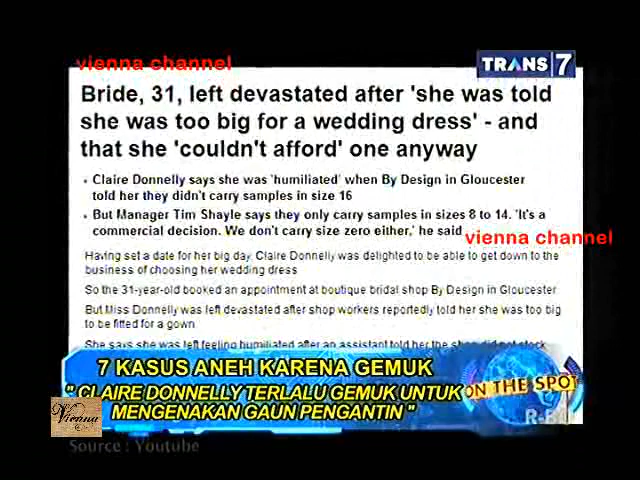 vienna channel
TRANS 7
Bride, 31, left devastated after 'she was told
she was too big for a wedding dress' - and
that she 'couldn't afford' one anyway
Claire Donnelly says she was 'humiliated' when By Design in Gloucester
told her they didn't carry samples in size 16
But Manager Tim Shayle says they only carry samples in sizes 8 to 14. 'It's a
commercial decision. We don't carry size zero either,' he said
vienna channel
Having set a date for her big day, Claire Donnelly was delighted to be able to get down to the
business of choosing her wedding dress
So the 31-year-old booked an appointment at boutique bridal shop By Design in Gloucester
But Miss Donnelly was left devastated after shop workers reportedly told her she was too big
to be fitted for a gown
She says she was left feeling humiliated after an assistant told her the shop did not stock
7 KASUS ANEH KARENA GEMUK
" CLAIRE DONNELLY TERLALU GEMUK UNTUK
MENGENAKAN GAUN PENGANTIN "
ON THE SPOT
Vienna
Source : Youtube